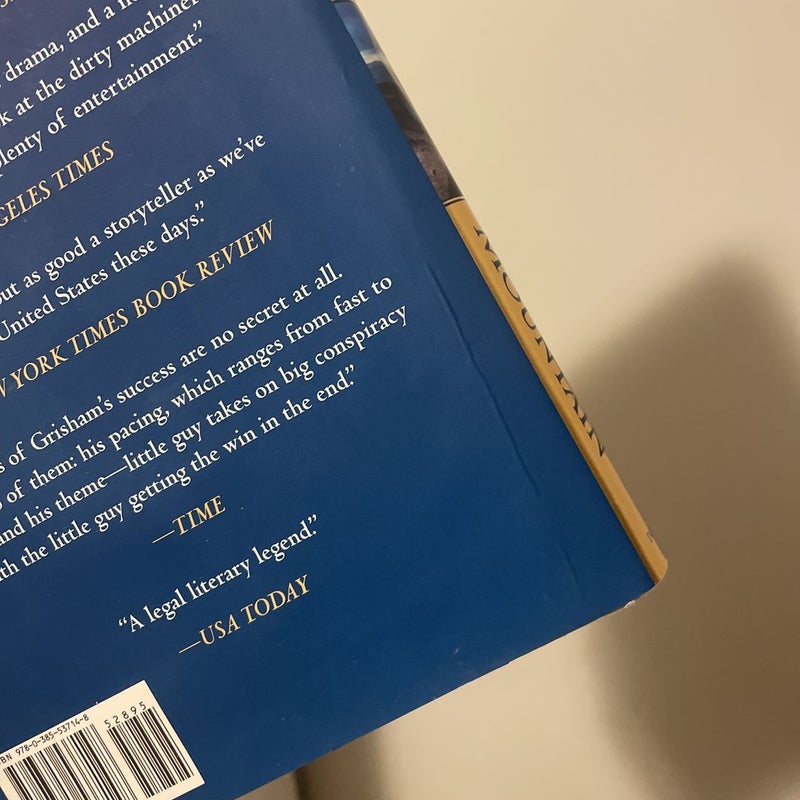 drama, and a
at the dirty
plenty of entertainment."
GELES TIMES
as good a storyteller as we've
United States these days."
YORK TIMES BOOK REVIEW
of Grisham's success are no secret at all.
of them: his pacing, which ranges from fast to
and his theme—little guy takes on big conspiracy
the little guy getting the win in the end."
—TIME
"A legal literary legend."
—USA TODAY
978-0-385-53714-8
52895
MOUNTAIN